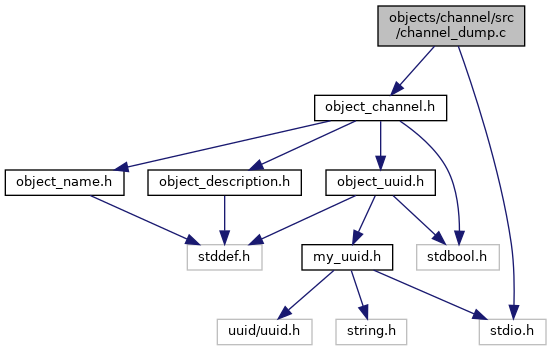 objects/channel/src
/channel_dump.c
object_channel.h
object_name.h
object_description.h
object_uuid.h
stddef.h
my_uuid.h
stdbool.h
uuid/uuid.h
string.h
stdio.h